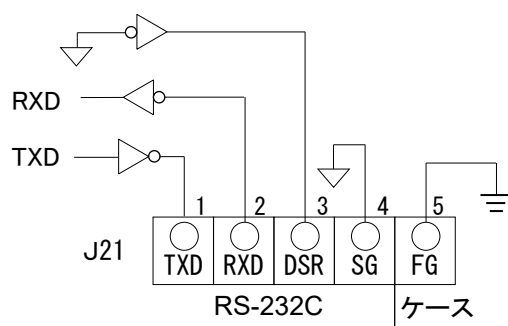 RXD
TXD
1 2 3 4 5
J21 TXD RXD DSR SG FG
RS-232C ケース